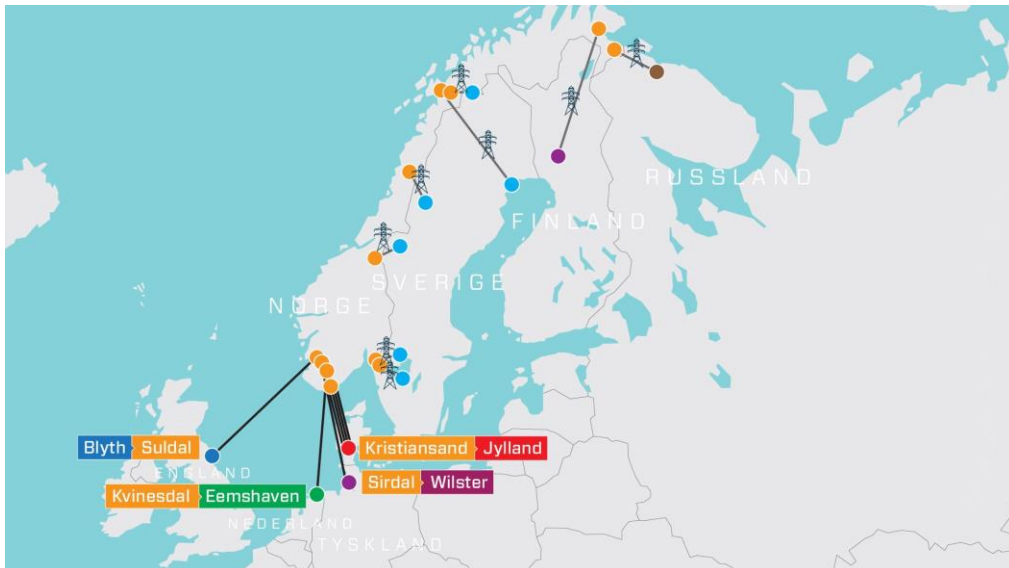 RUSSLAND
FINLAND
SVERIGE
NORGE
Blyth Suldal
Kristiansand Jylland
ENGLAND
Sirdal Wilster
Kvinesdal Eemshaven
NEDERLAND
TYSKLAND